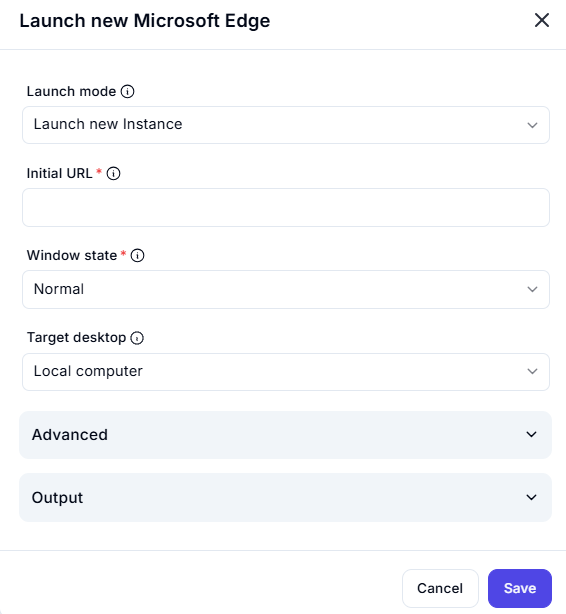 Launch new Microsoft Edge
Launch mode
Launch new Instance
Initial URL *
Window state *
Normal
Target desktop
Local computer
Advanced
Output
Cancel Save